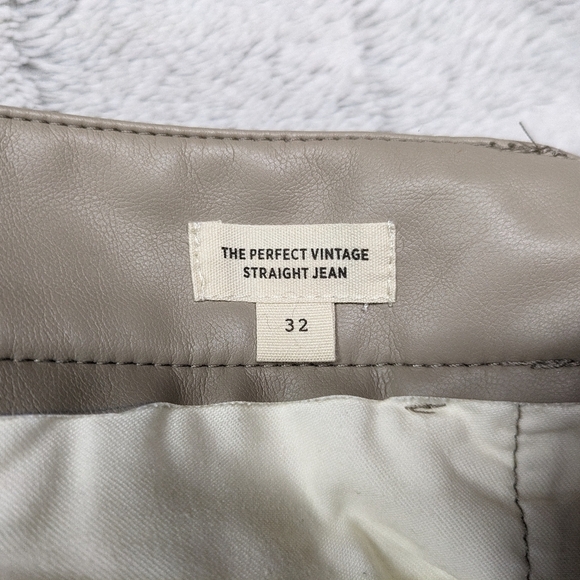 THE PERFECT VINTAGE
STRAIGHT JEAN
32